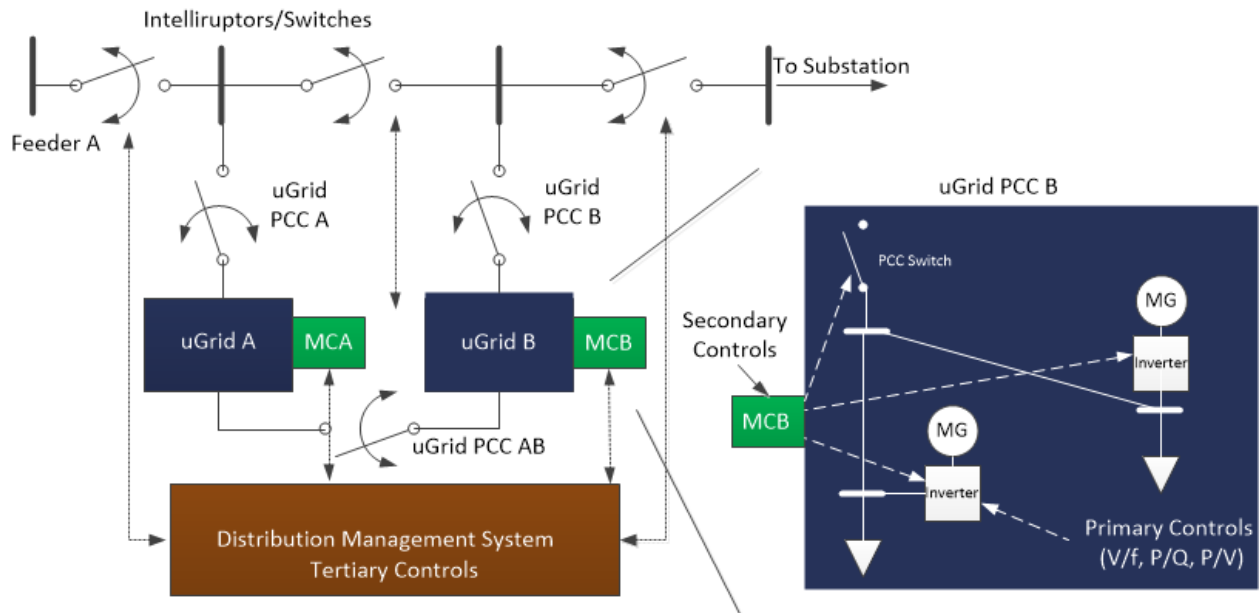 Intelliruptors/Switches
To Substation
Feeder A
uGrid
PCC A
uGrid
PCC B
uGrid A
MCA
uGrid B
MCB
uGrid PCC AB
Distribution Management System
Tertiary Controls
uGrid PCC B
PCC Switch
MG
Inverter
Secondary
Controls
MCB
MG
Inverter
Primary Controls
(V/f, P/Q, P/V)